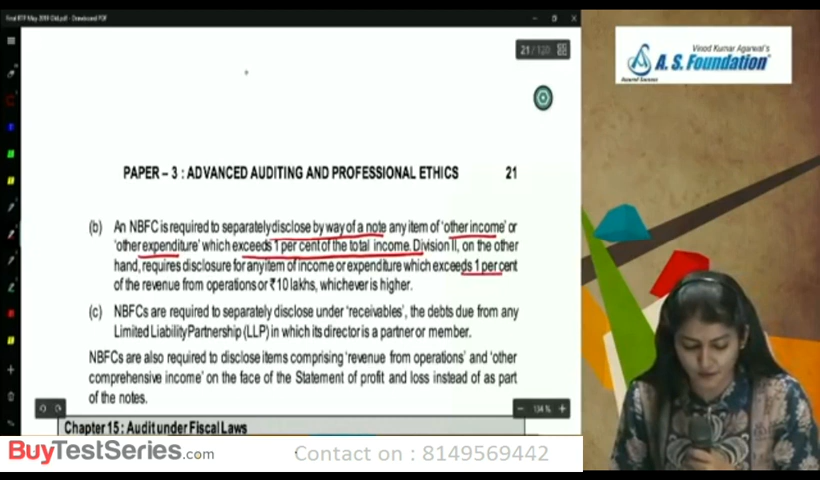 Final RTP May 2019 Old.pdf - Drawboard PDF
21 / 120
Vinod Kumar Agarwal's
A. S. Foundation
PAPER – 3 : ADVANCED AUDITING AND PROFESSIONAL ETHICS 21
(b) An NBFC is required to separately disclose by way of a note any item of 'other income' or
'other expenditure' which exceeds 1 per cent of the total income. Division II, on the other
hand, requires disclosure for any item of income or expenditure which exceeds 1 per cent
of the revenue from operations or ₹ 10 lakhs, whichever is higher.
(c) NBFCs are required to separately disclose under 'receivables', the debts due from any
Limited Liability Partnership (LLP) in which its director is a partner or member.
NBFCs are also required to disclose items comprising 'revenue from operations' and 'other
comprehensive income' on the face of the Statement of profit and loss instead of as part
of the notes.
134 %
Chapter 15 : Audit under Fiscal Laws
BuyTestSeries.com Contact on : 8149569442